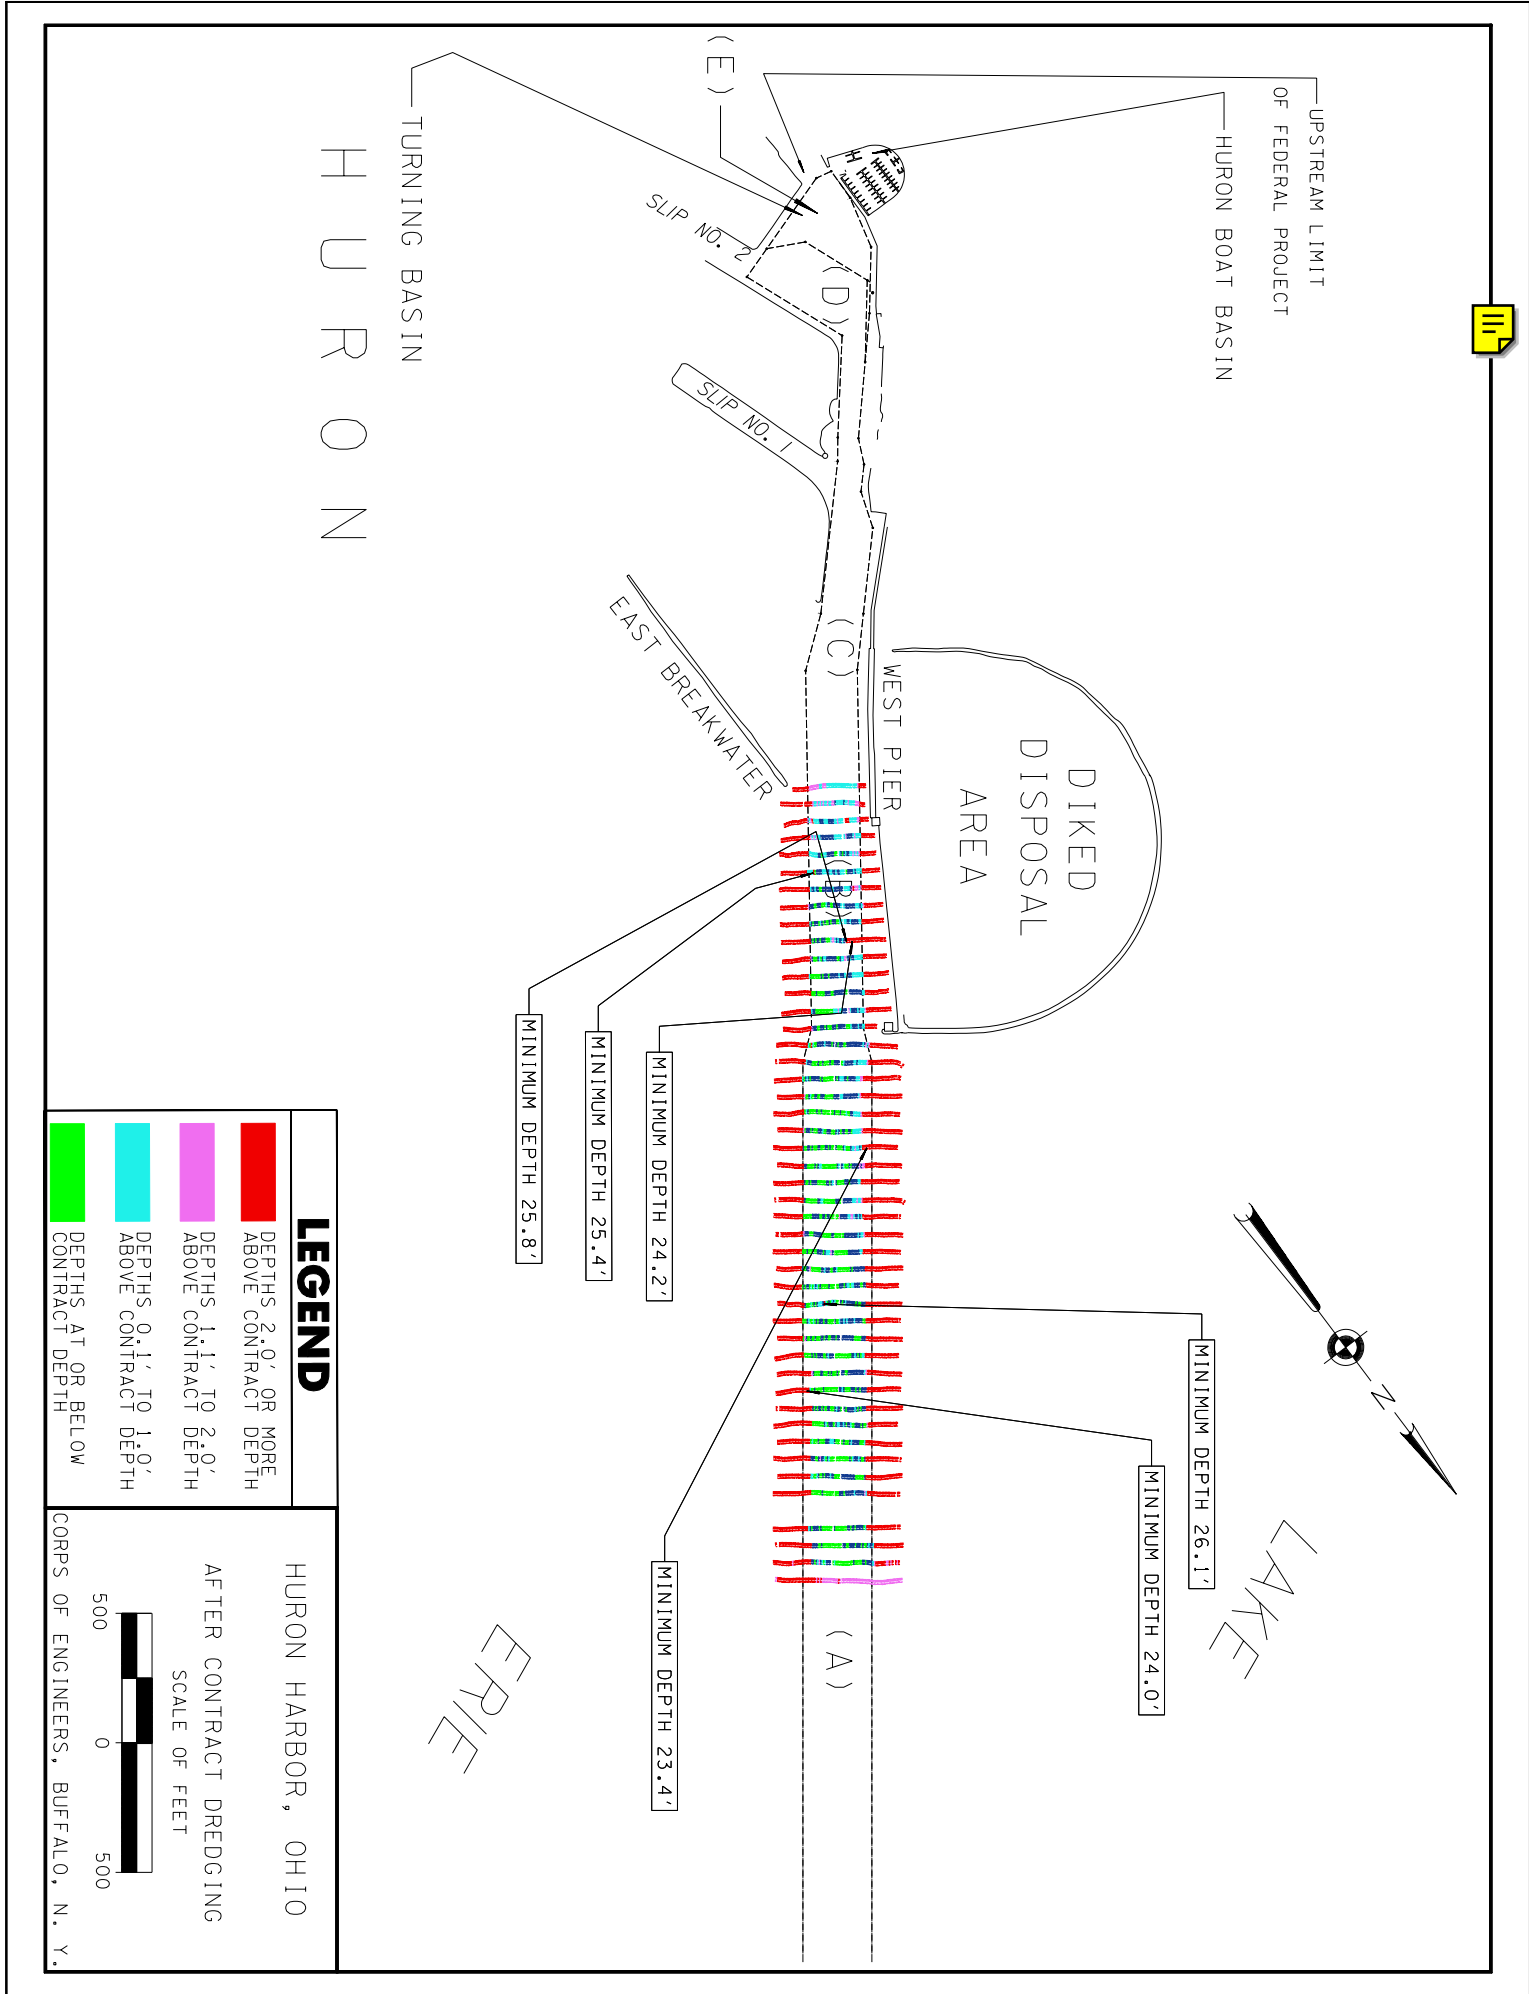 UPSTREAM LIMIT
OF FEDERAL PROJECT
HURON BOAT BASIN
(E)
TURNING BASIN
HURON
SLIP NO. 2
(D)
SLIP NO. 1
EAST BREAKWATER
(C)
WEST PIER
DIKED
DISPOSAL
AREA
(B)
MINIMUM DEPTH 24.2'
MINIMUM DEPTH 25.4'
MINIMUM DEPTH 25.8'
MINIMUM DEPTH 26.1'
MINIMUM DEPTH 24.0'
MINIMUM DEPTH 23.4'
N
LAKE
ERIE
(A)
LEGEND
DEPTHS 2.0' OR MORE
ABOVE CONTRACT DEPTH
DEPTHS 1.1' TO 2.0'
ABOVE CONTRACT DEPTH
DEPTHS 0.1' TO 1.0'
ABOVE CONTRACT DEPTH
DEPTHS AT OR BELOW
CONTRACT DEPTH
HURON HARBOR, OHIO
AFTER CONTRACT DREDGING
SCALE OF FEET
500 0 500
CORPS OF ENGINEERS, BUFFALO, N. Y.